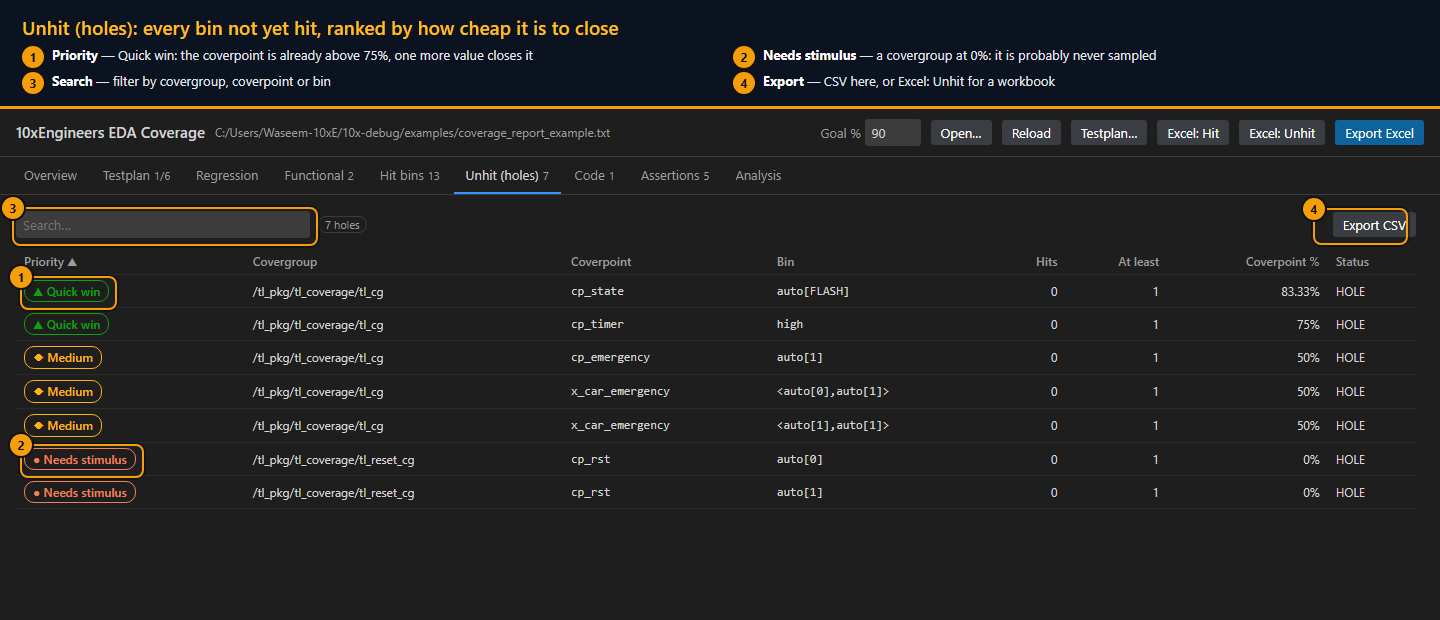 Unhit (holes): every bin not yet hit, ranked by how cheap it is to close
1 Priority — Quick win: the coverpoint is already above 75%, one more value closes it
2 Needs stimulus — a covergroup at 0%: it is probably never sampled
3 Search — filter by covergroup, coverpoint or bin
4 Export — CSV here, or Excel: Unhit for a workbook
10xEngineers EDA Coverage C:/Users/Waseem-10xE/10x-debug/examples/coverage_report_example.txt Goal % 90 Open... Reload Testplan... Excel: Hit Excel: Unhit Export Excel
Overview Testplan 1/6 Regression Functional 2 Hit bins 13 Unhit (holes) 7 Code 1 Assertions 5 Analysis
3 4
Search... 7 holes Export CSV
Priority ▲ Covergroup Coverpoint Bin Hits At least Coverpoint % Status
1
▲ Quick win /tl_pkg/tl_coverage/tl_cg cp_state auto[FLASH] 0 1 83.33% HOLE
▲ Quick win /tl_pkg/tl_coverage/tl_cg cp_timer high 0 1 75% HOLE
◆ Medium /tl_pkg/tl_coverage/tl_cg cp_emergency auto[1] 0 1 50% HOLE
◆ Medium /tl_pkg/tl_coverage/tl_cg x_car_emergency <auto[0],auto[1]> 0 1 50% HOLE
◆ Medium /tl_pkg/tl_coverage/tl_cg x_car_emergency <auto[1],auto[1]> 0 1 50% HOLE
2
● Needs stimulus /tl_pkg/tl_coverage/tl_reset_cg cp_rst auto[0] 0 1 0% HOLE
● Needs stimulus /tl_pkg/tl_coverage/tl_reset_cg cp_rst auto[1] 0 1 0% HOLE